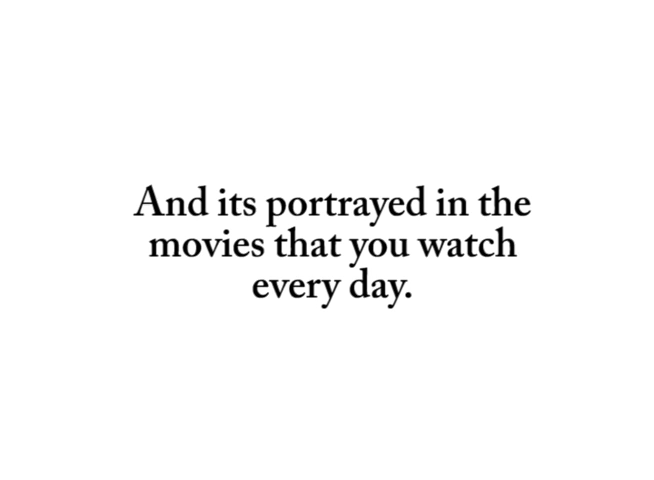 And its portrayed in the
movies that you watch
every day.